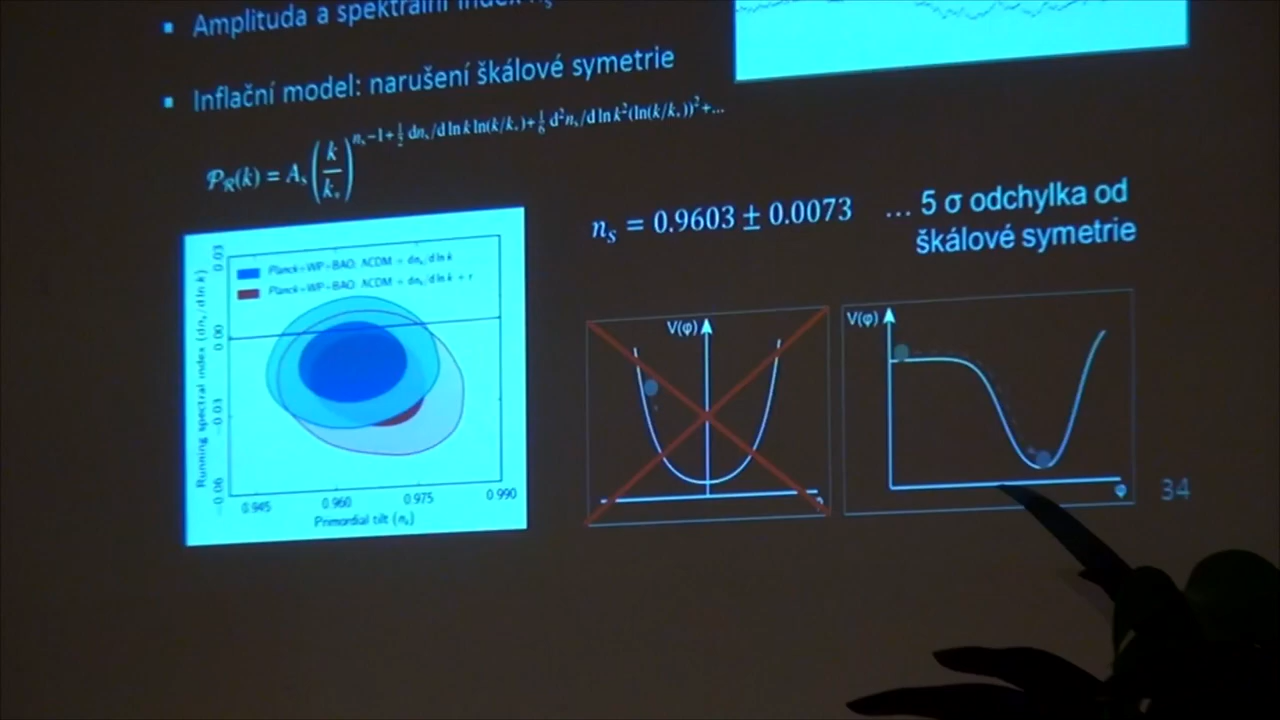 ▪ Amplituda a spektrální index nₛ
▪ Inflační model: narušení škálové symetrie
𝒫_ℛ(k) = Aₛ (k/k*)^{nₛ−1+½ dnₛ/d ln k ln(k/k*)+⅙ d²nₛ/d ln k²(ln(k/k*))²+...}
nₛ = 0.9603 ± 0.0073 ... 5 σ odchylka od
škálové symetrie
Planck+WP+BAO: ΛCDM + dnₛ/d ln k
Planck+WP+BAO: ΛCDM + dnₛ/d ln k + r
Running spectral index (dnₛ/d ln k)
0.03
0.00
−0.03
−0.06
0.945 0.960 0.975 0.990
Primordial tilt (nₛ)
V(φ)
V(φ)
φ
34